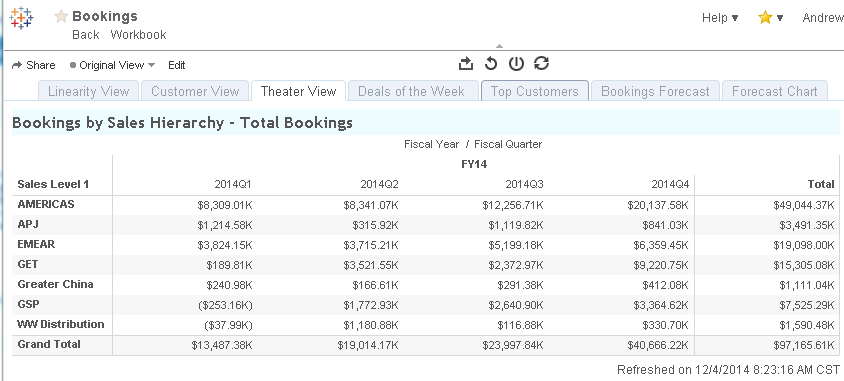 Bookings
Help ▾ ▾ Andrew
Back Workbook
Share Original View ▾ Edit
Linearity View Customer View Theater View Deals of the Week Top Customers Bookings Forecast Forecast Chart
Bookings by Sales Hierarchy - Total Bookings
Fiscal Year / Fiscal Quarter
FY14
Sales Level 1 2014Q1 2014Q2 2014Q3 2014Q4 Total
AMERICAS $8,309.01K $8,341.07K $12,256.71K $20,137.58K $49,044.37K
APJ $1,214.58K $315.92K $1,119.82K $841.03K $3,491.35K
EMEAR $3,824.15K $3,715.21K $5,199.18K $6,359.45K $19,098.00K
GET $189.81K $3,521.55K $2,372.97K $9,220.75K $15,305.08K
Greater China $240.98K $166.61K $291.38K $412.08K $1,111.04K
GSP ($253.16K) $1,772.93K $2,640.90K $3,364.62K $7,525.29K
WW Distribution ($37.99K) $1,180.88K $116.88K $330.70K $1,590.48K
Grand Total $13,487.38K $19,014.17K $23,997.84K $40,666.22K $97,165.61K
Refreshed on 12/4/2014 8:23:16 AM CST